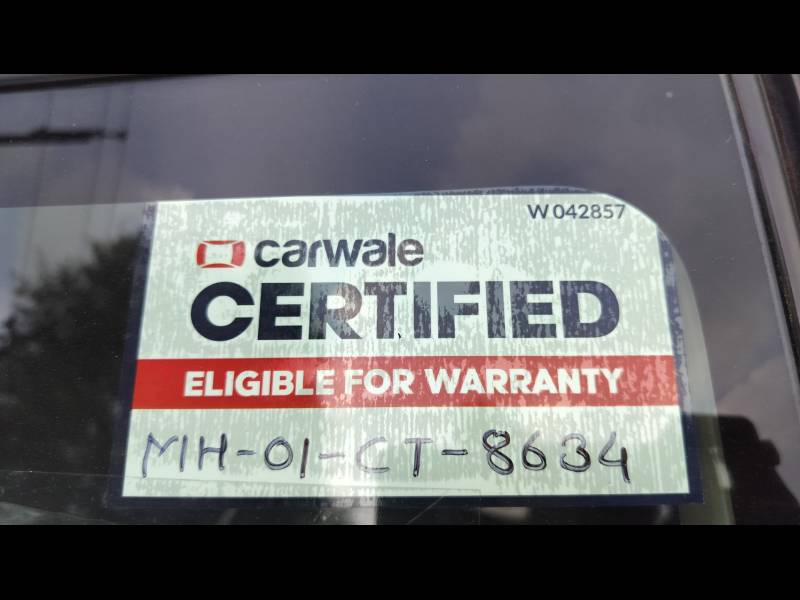 W042857
carwale
CERTIFIED
ELIGIBLE FOR WARRANTY
MH-01-CT-8634